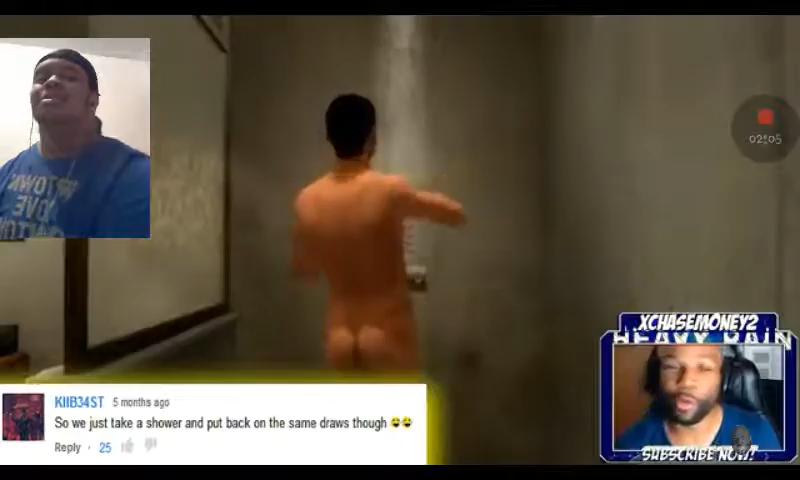 02:05
XCHASEMONEY2
HEAVY RAIN
KIIB34ST 5 months ago
So we just take a shower and put back on the same draws though 😂😂
Reply · 25
SUBSCRIBE NOW!